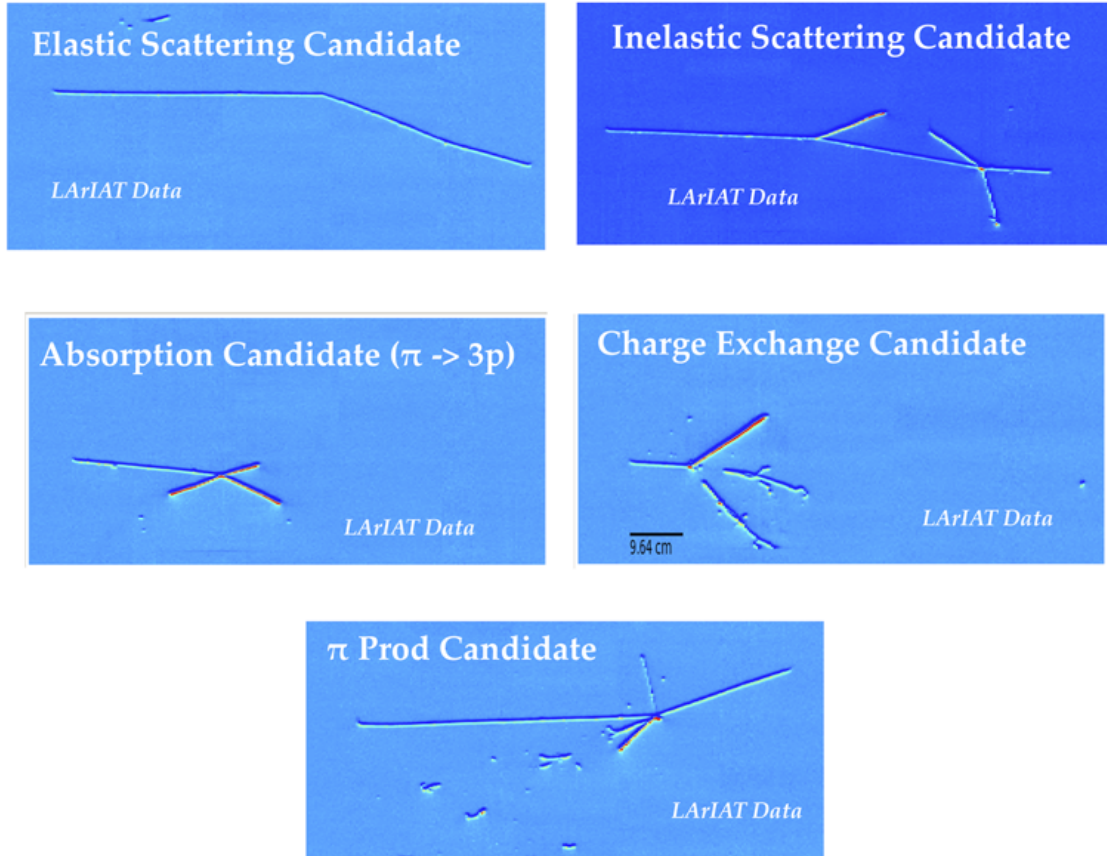 Elastic Scattering Candidate
LArIAT Data
Inelastic Scattering Candidate
LArIAT Data
Absorption Candidate (π -> 3p)
LArIAT Data
Charge Exchange Candidate
LArIAT Data
9.64 cm
π Prod Candidate
LArIAT Data